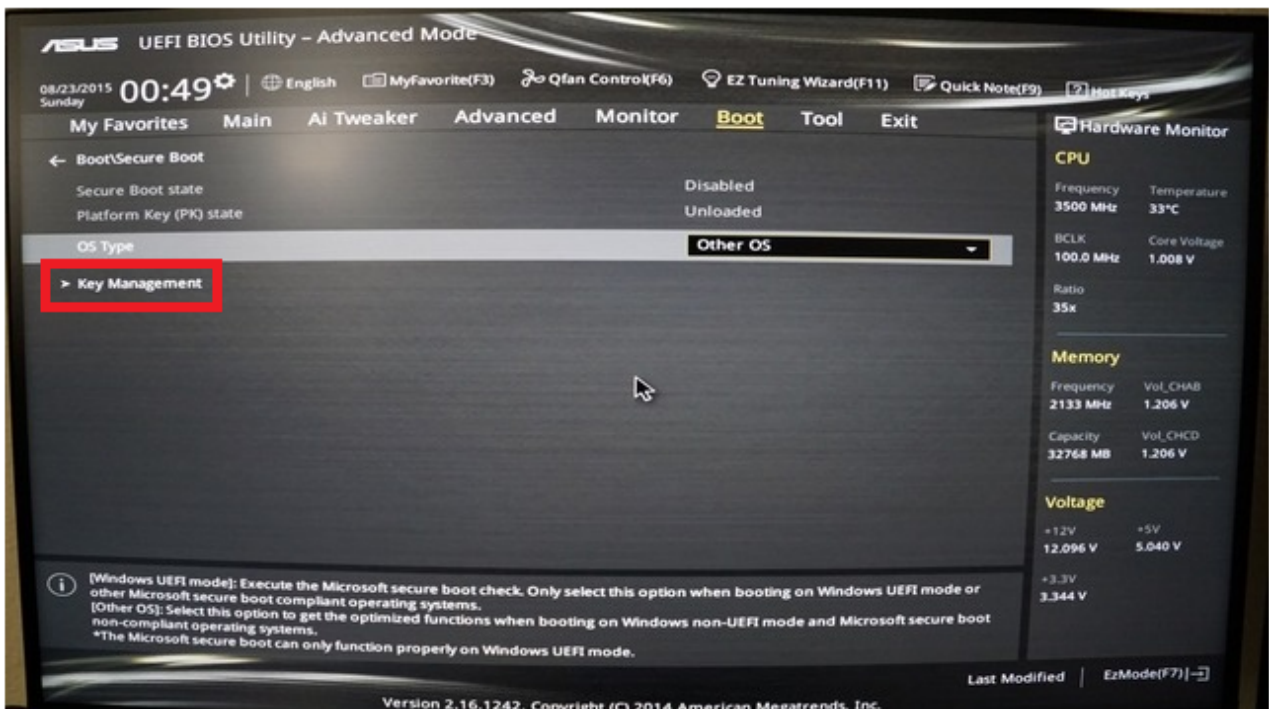 ASUS UEFI BIOS Utility – Advanced Mode
08/23/2015 Sunday 00:49 English MyFavorite(F3) Qfan Control(F6) EZ Tuning Wizard(F11) Quick Note(F9) ? Hot Keys
My Favorites Main Ai Tweaker Advanced Monitor Boot Tool Exit
← Boot\Secure Boot
Secure Boot state Disabled
Platform Key (PK) state Unloaded
OS Type Other OS
> Key Management
[Windows UEFI mode]: Execute the Microsoft secure boot check. Only select this option when booting on Windows UEFI mode or
other Microsoft secure boot compliant operating systems.
[Other OS]: Select this option to get the optimized functions when booting on Windows non-UEFI mode and Microsoft secure boot
non-compliant operating systems.
*The Microsoft secure boot can only function properly on Windows UEFI mode.
Hardware Monitor
CPU
Frequency Temperature
3500 MHz 33°C
BCLK Core Voltage
100.0 MHz 1.008 V
Ratio
35x
Memory
Frequency Vol_CHAB
2133 MHz 1.206 V
Capacity Vol_CHCD
32768 MB 1.206 V
Voltage
+12V +5V
12.096 V 5.040 V
+3.3V
3.344 V
Last Modified EzMode(F7)
Version 2.16.1242. Copyright (C) 2014 American Megatrends, Inc.